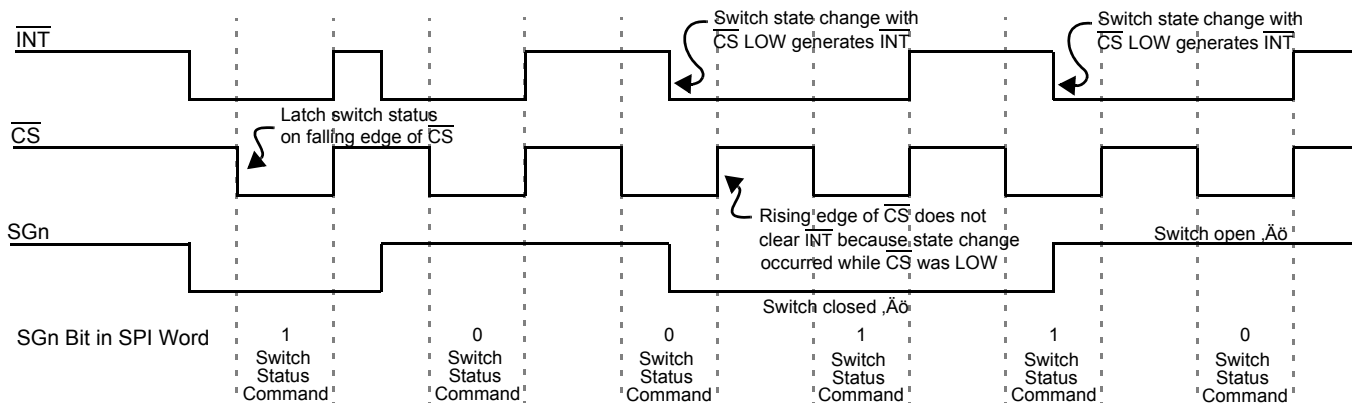 Switch state change with
CS LOW generates INT
Switch state change with
CS LOW generates INT
INT
Latch switch status
on falling edge of CS
CS
Rising edge of CS does not
clear INT because state change
occurred while CS was LOW
SGn
Switch open ‚Äö
Switch closed ‚Äö
SGn Bit in SPI Word
1
Switch
Status
Command
0
Switch
Status
Command
0
Switch
Status
Command
1
Switch
Status
Command
1
Switch
Status
Command
0
Switch
Status
Command